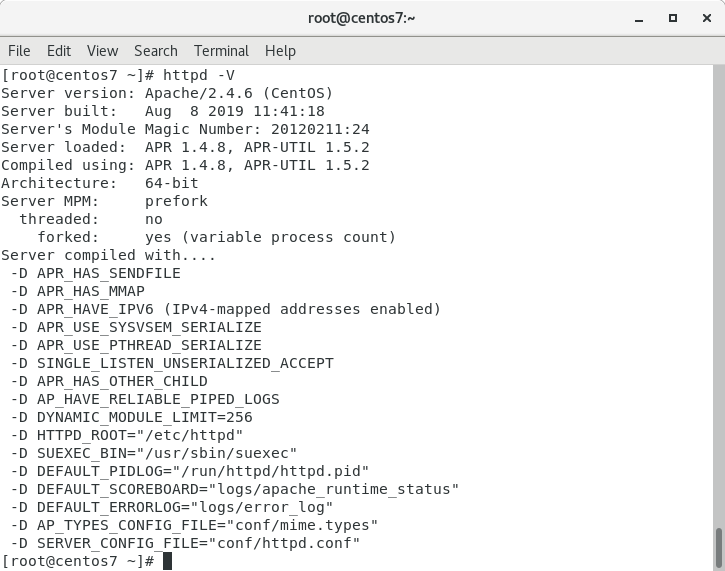 root@centos7:~
File Edit View Search Terminal Help
[root@centos7 ~]# httpd -V
Server version: Apache/2.4.6 (CentOS)
Server built:   Aug  8 2019 11:41:18
Server's Module Magic Number: 20120211:24
Server loaded:  APR 1.4.8, APR-UTIL 1.5.2
Compiled using: APR 1.4.8, APR-UTIL 1.5.2
Architecture:   64-bit
Server MPM:     prefork
  threaded:     no
    forked:     yes (variable process count)
Server compiled with....
 -D APR_HAS_SENDFILE
 -D APR_HAS_MMAP
 -D APR_HAVE_IPV6 (IPv4-mapped addresses enabled)
 -D APR_USE_SYSVSEM_SERIALIZE
 -D APR_USE_PTHREAD_SERIALIZE
 -D SINGLE_LISTEN_UNSERIALIZED_ACCEPT
 -D APR_HAS_OTHER_CHILD
 -D AP_HAVE_RELIABLE_PIPED_LOGS
 -D DYNAMIC_MODULE_LIMIT=256
 -D HTTPD_ROOT="/etc/httpd"
 -D SUEXEC_BIN="/usr/sbin/suexec"
 -D DEFAULT_PIDLOG="/run/httpd/httpd.pid"
 -D DEFAULT_SCOREBOARD="logs/apache_runtime_status"
 -D DEFAULT_ERRORLOG="logs/error_log"
 -D AP_TYPES_CONFIG_FILE="conf/mime.types"
 -D SERVER_CONFIG_FILE="conf/httpd.conf"
[root@centos7 ~]#